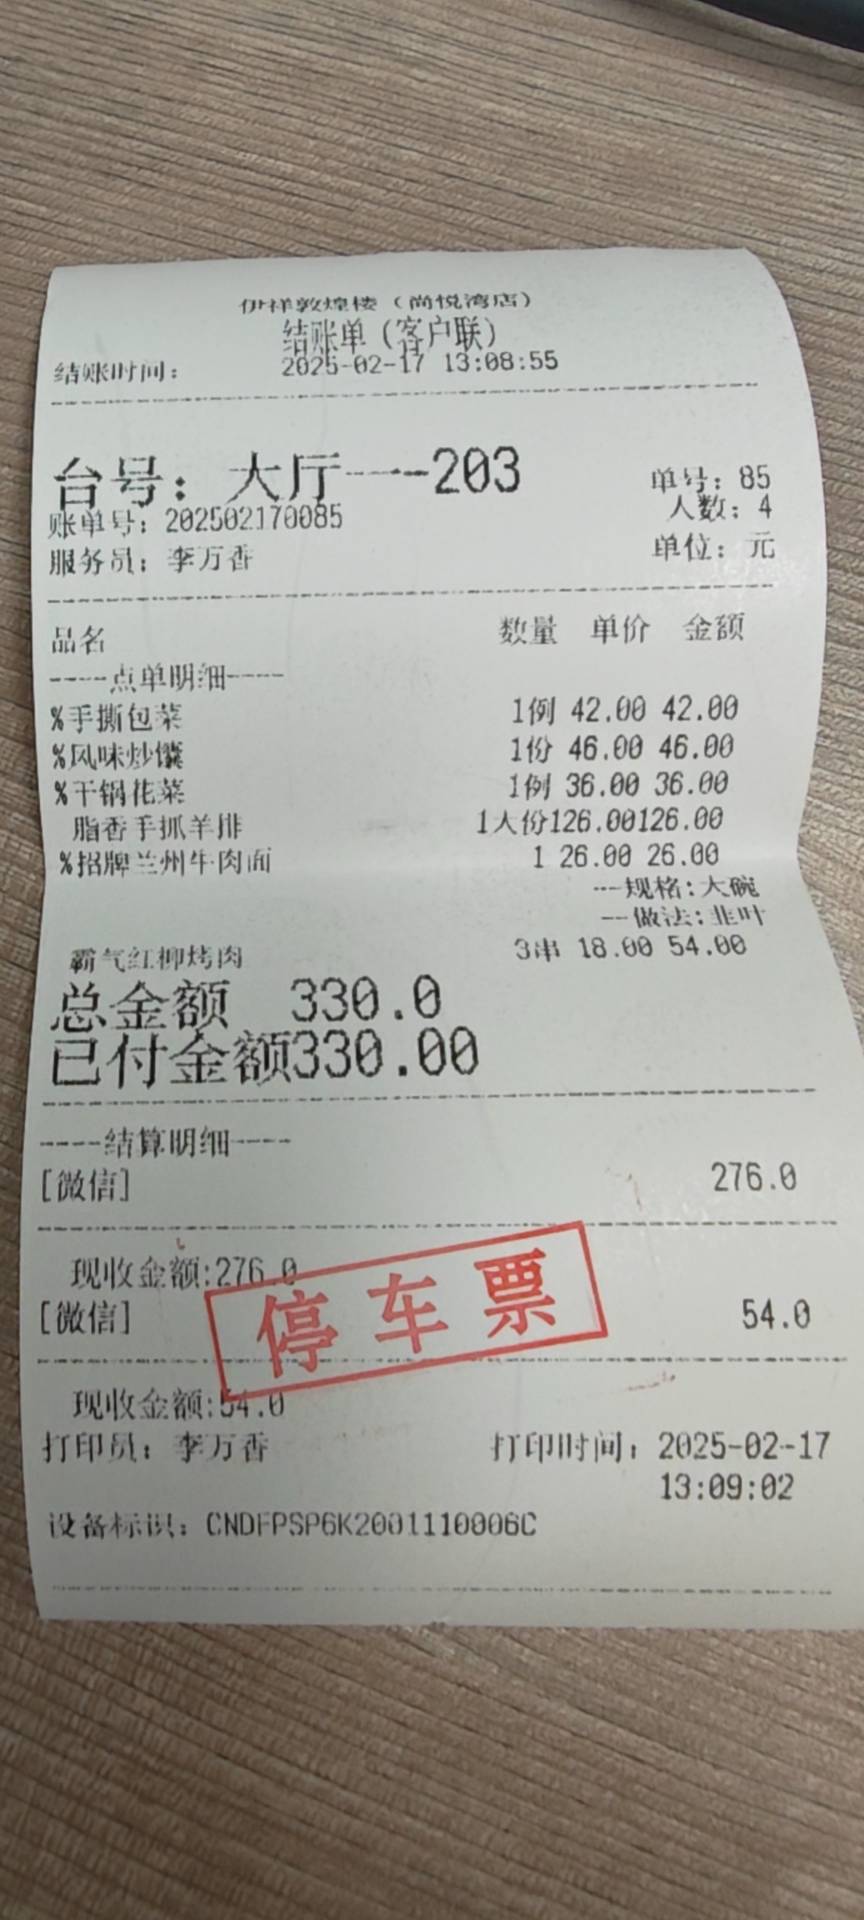 伊祥敦煌楼（尚悦湾店）
结账单（客户联）
结账时间： 2025-02-17 13:08:55
台号：大厅---203 单号：85
人数：4
账单号：202502170085
服务员：李万香 单位：元
品名 数量 单价 金额
----点单明细----
%手撕包菜 1例 42.00 42.00
%风味炒馕 1份 46.00 46.00
%干锅花菜 1例 36.00 36.00
脂香手抓羊排 1大份126.00126.00
%招牌兰州牛肉面 1 26.00 26.00
---规格:大碗
---做法:韭叶
霸气红柳烤肉 3串 18.00 54.00
总金额 330.0
已付金额330.00
----结算明细----
[微信] 276.0
现收金额:276.0
停车票
[微信] 54.0
现收金额:54.0
打印员：李万香 打印时间：2025-02-17
13:09:02
设备标识：CNDFPSP6K2001110006C